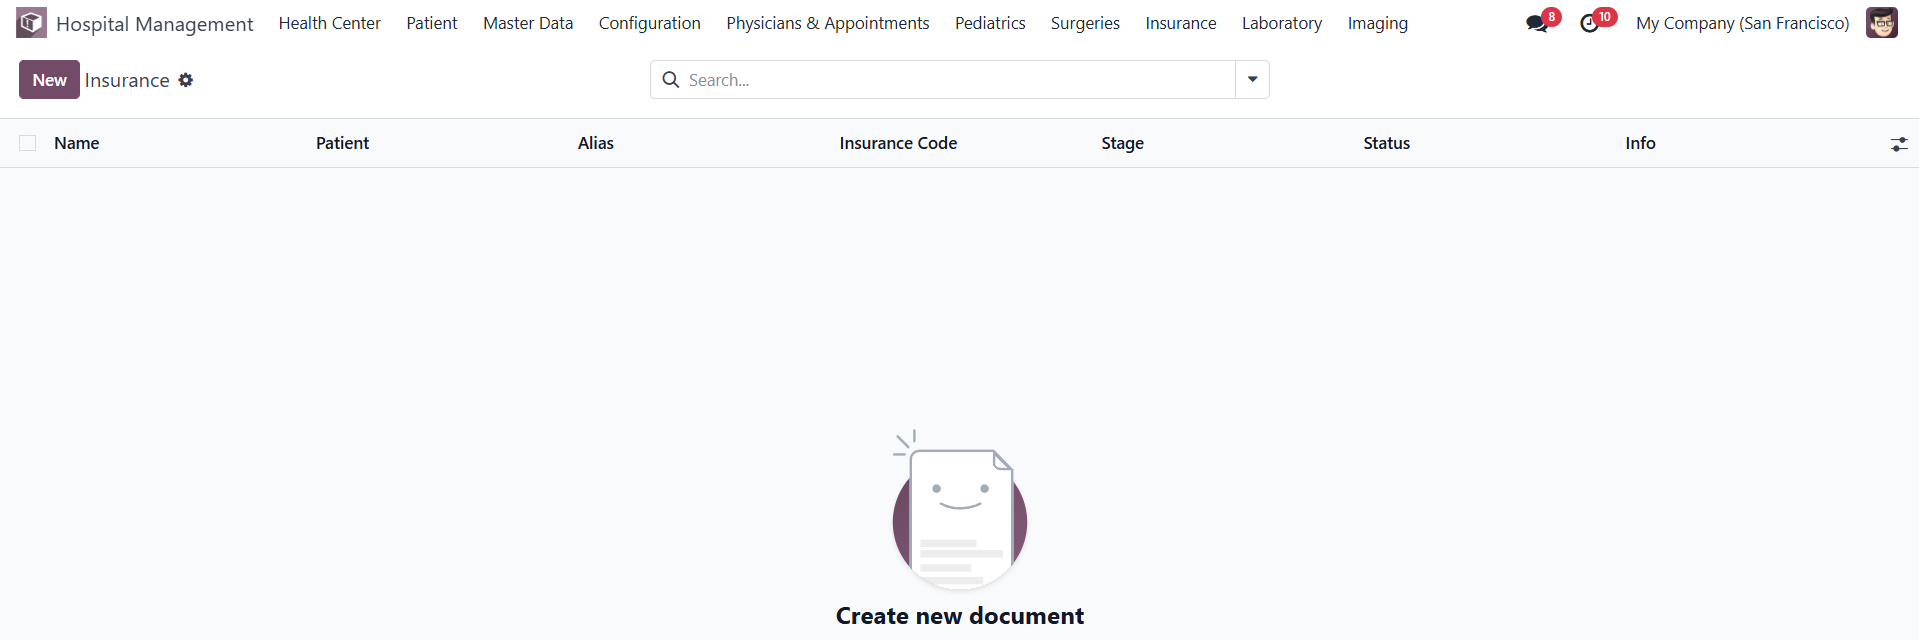 Hospital Management Health Center Patient Master Data Configuration Physicians & Appointments Pediatrics Surgeries Insurance Laboratory Imaging 8 10 My Company (San Francisco)
New Insurance Search...
Name Patient Alias Insurance Code Stage Status Info
Create new document